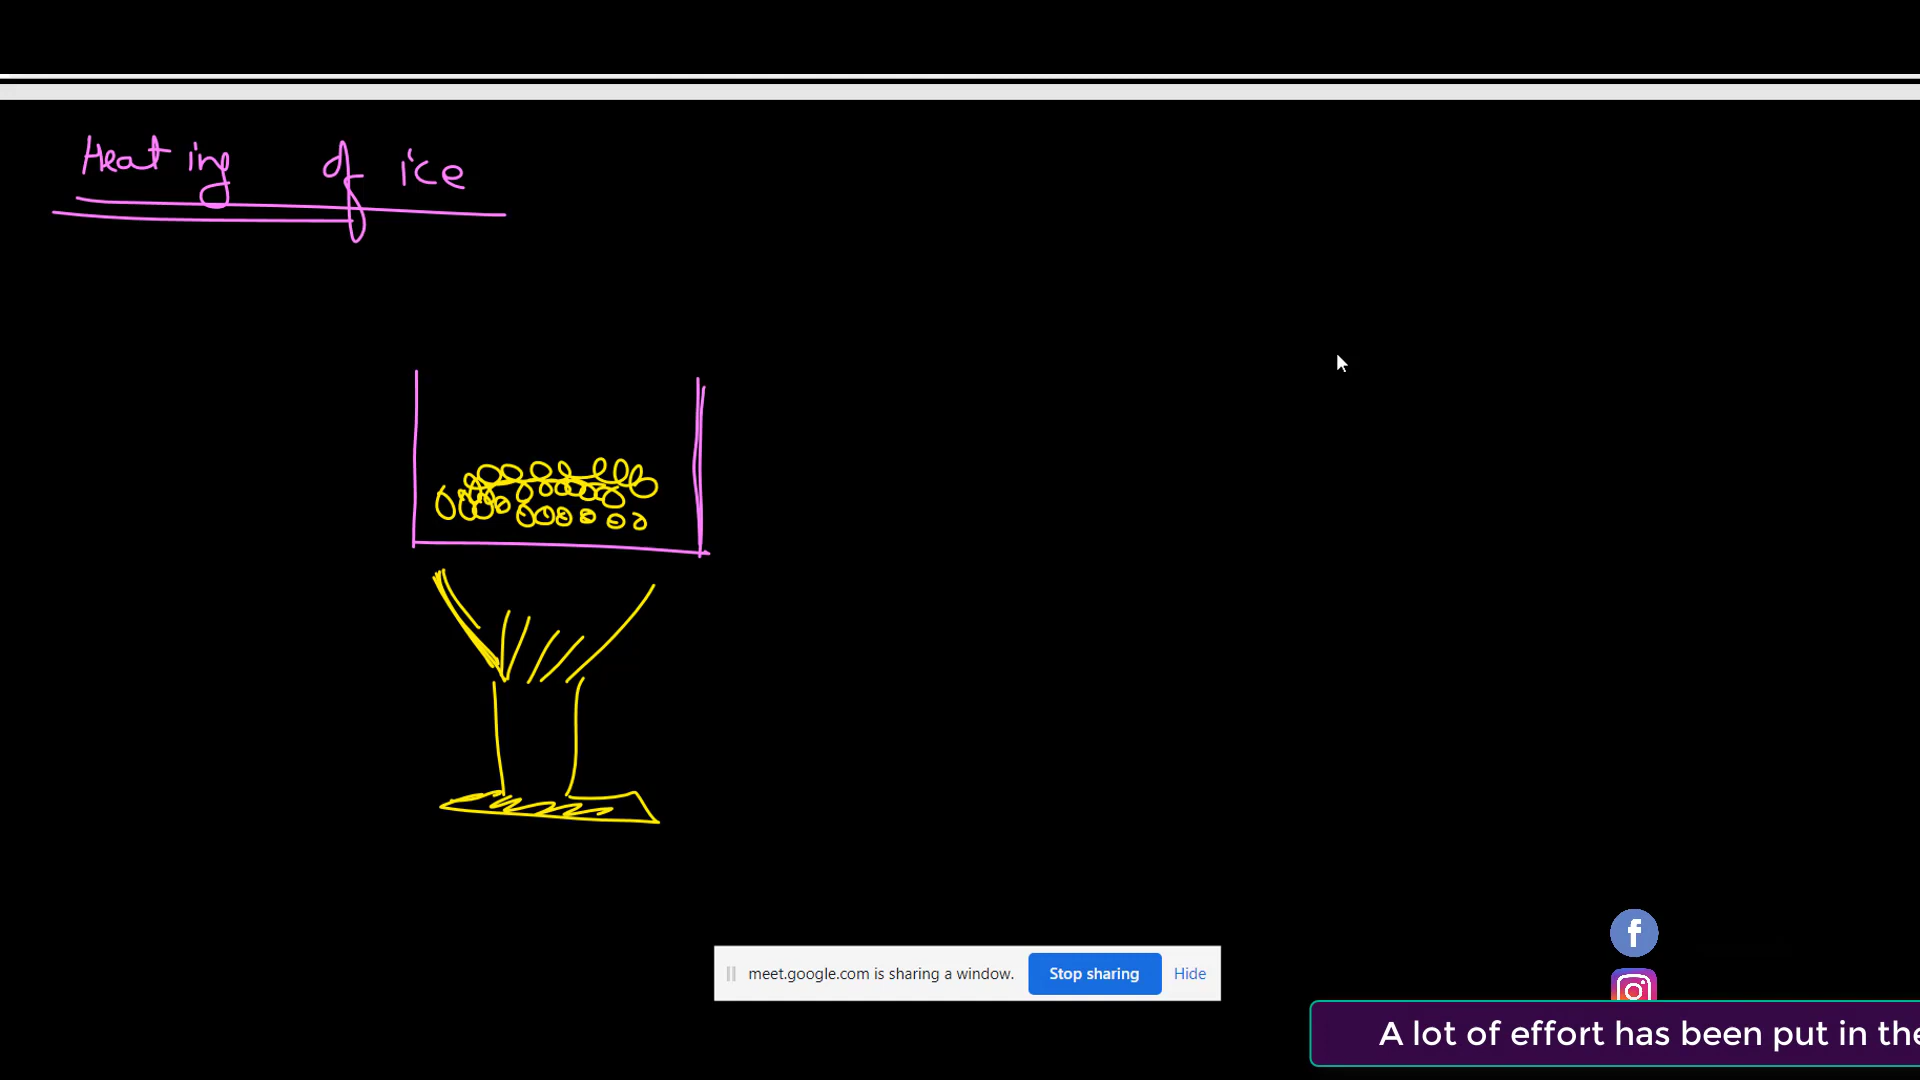 Heating of ice
meet.google.com is sharing a window. Stop sharing Hide
f
A lot of effort has been put in the